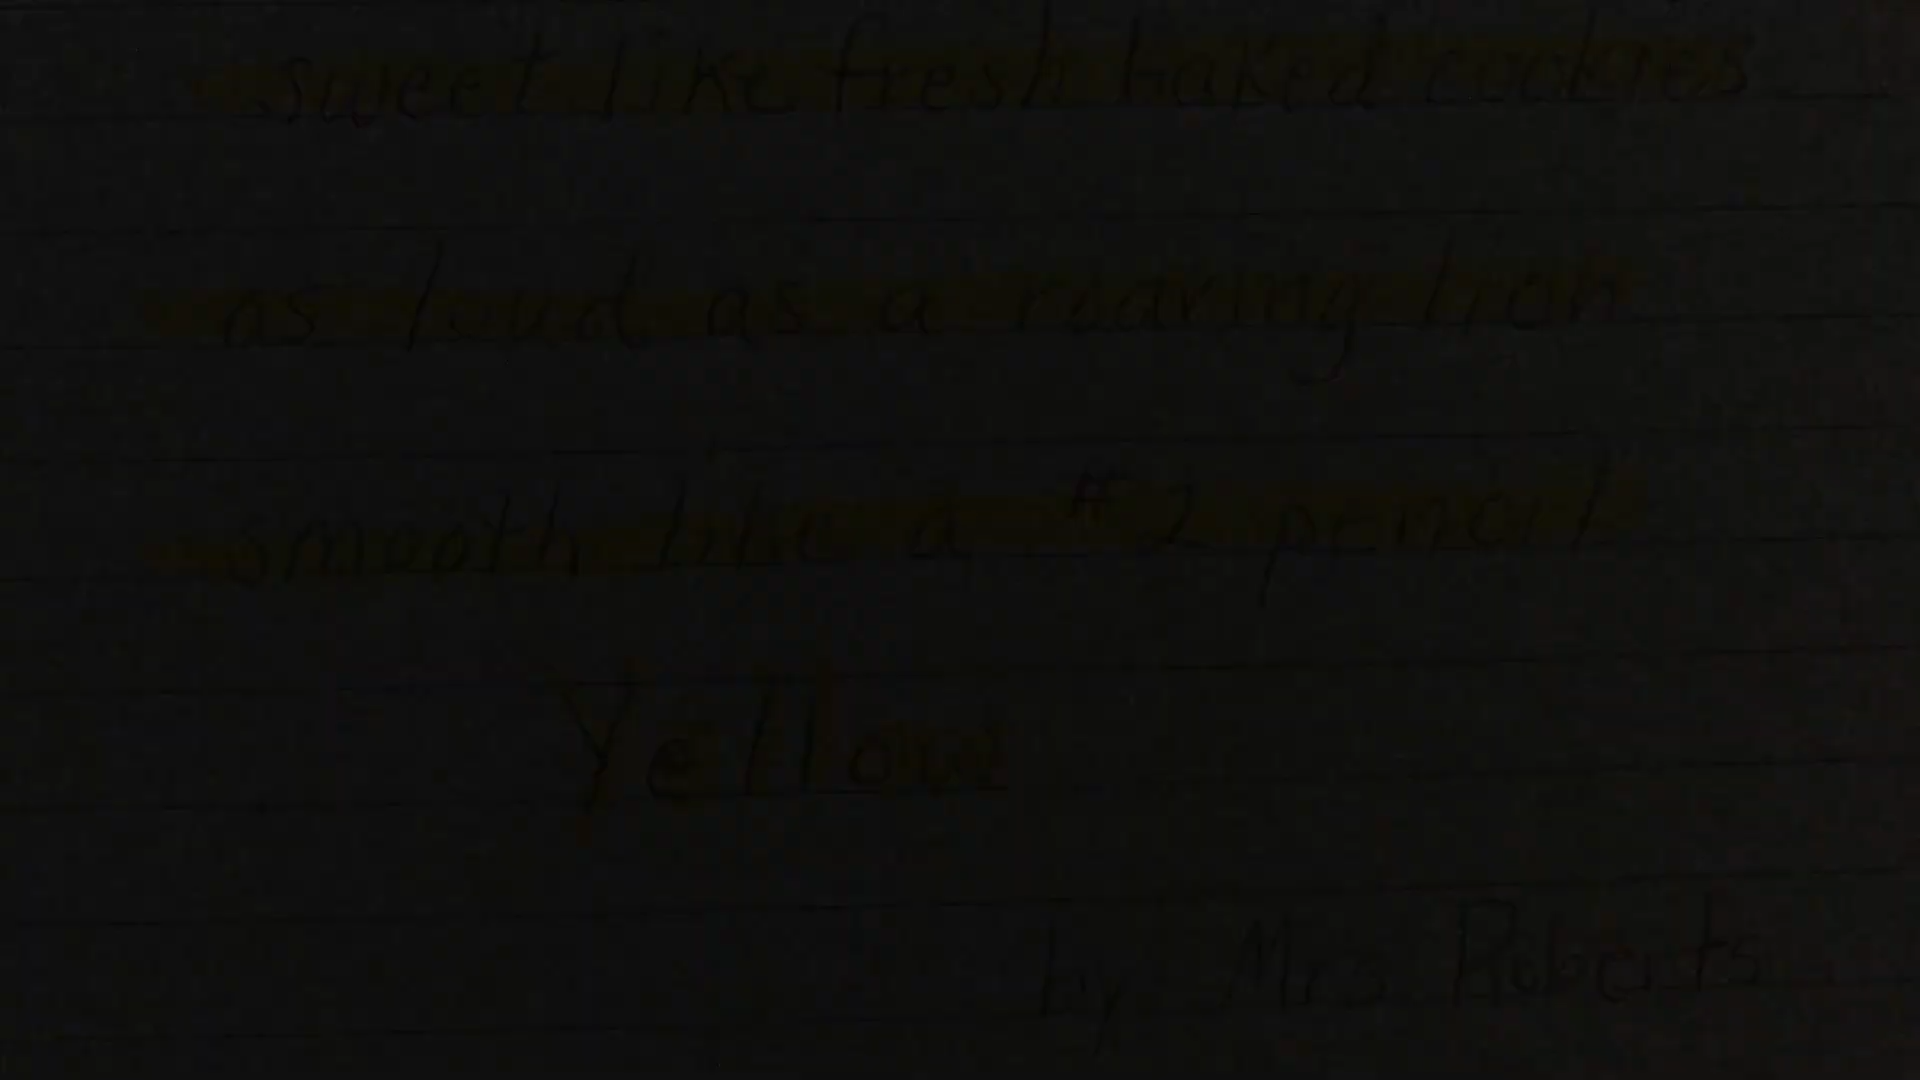 sweet like fresh baked cookies
as loud as a roaring lion
smooth like a #2 pencil
Yellow
by Mrs Roberts